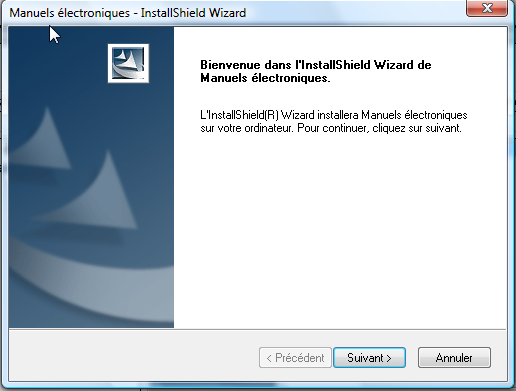 Manuels électroniques - InstallShield Wizard
Bienvenue dans l'InstallShield Wizard de
Manuels électroniques.
L'InstallShield(R) Wizard installera Manuels électroniques
sur votre ordinateur. Pour continuer, cliquez sur suivant.
< Précédent Suivant > Annuler